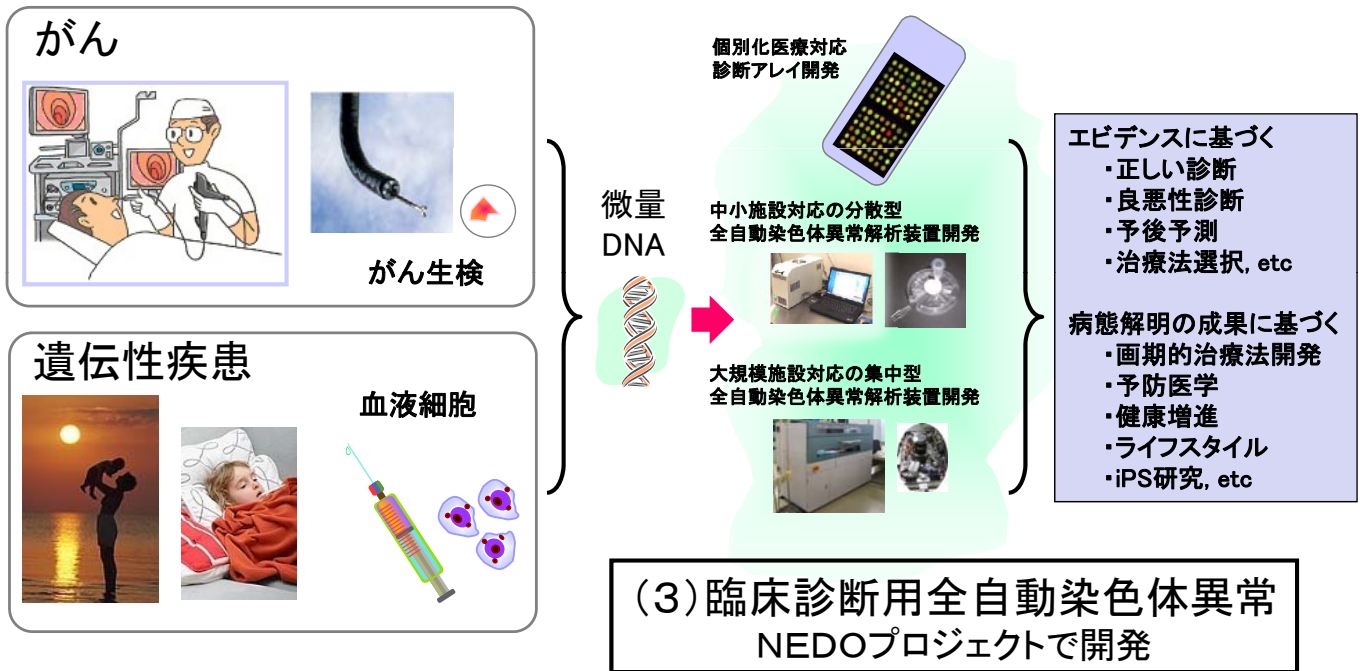 がん
がん生検
遺伝性疾患
血液細胞
微量
DNA
個別化医療対応
診断アレイ開発
中小施設対応の分散型
全自動染色体異常解析装置開発
大規模施設対応の集中型
全自動染色体異常解析装置開発
エビデンスに基づく
・正しい診断
・良悪性診断
・予後予測
・治療法選択, etc
病態解明の成果に基づく
・画期的治療法開発
・予防医学
・健康増進
・ライフスタイル
・iPS研究, etc
(3)臨床診断用全自動染色体異常
NEDOプロジェクトで開発